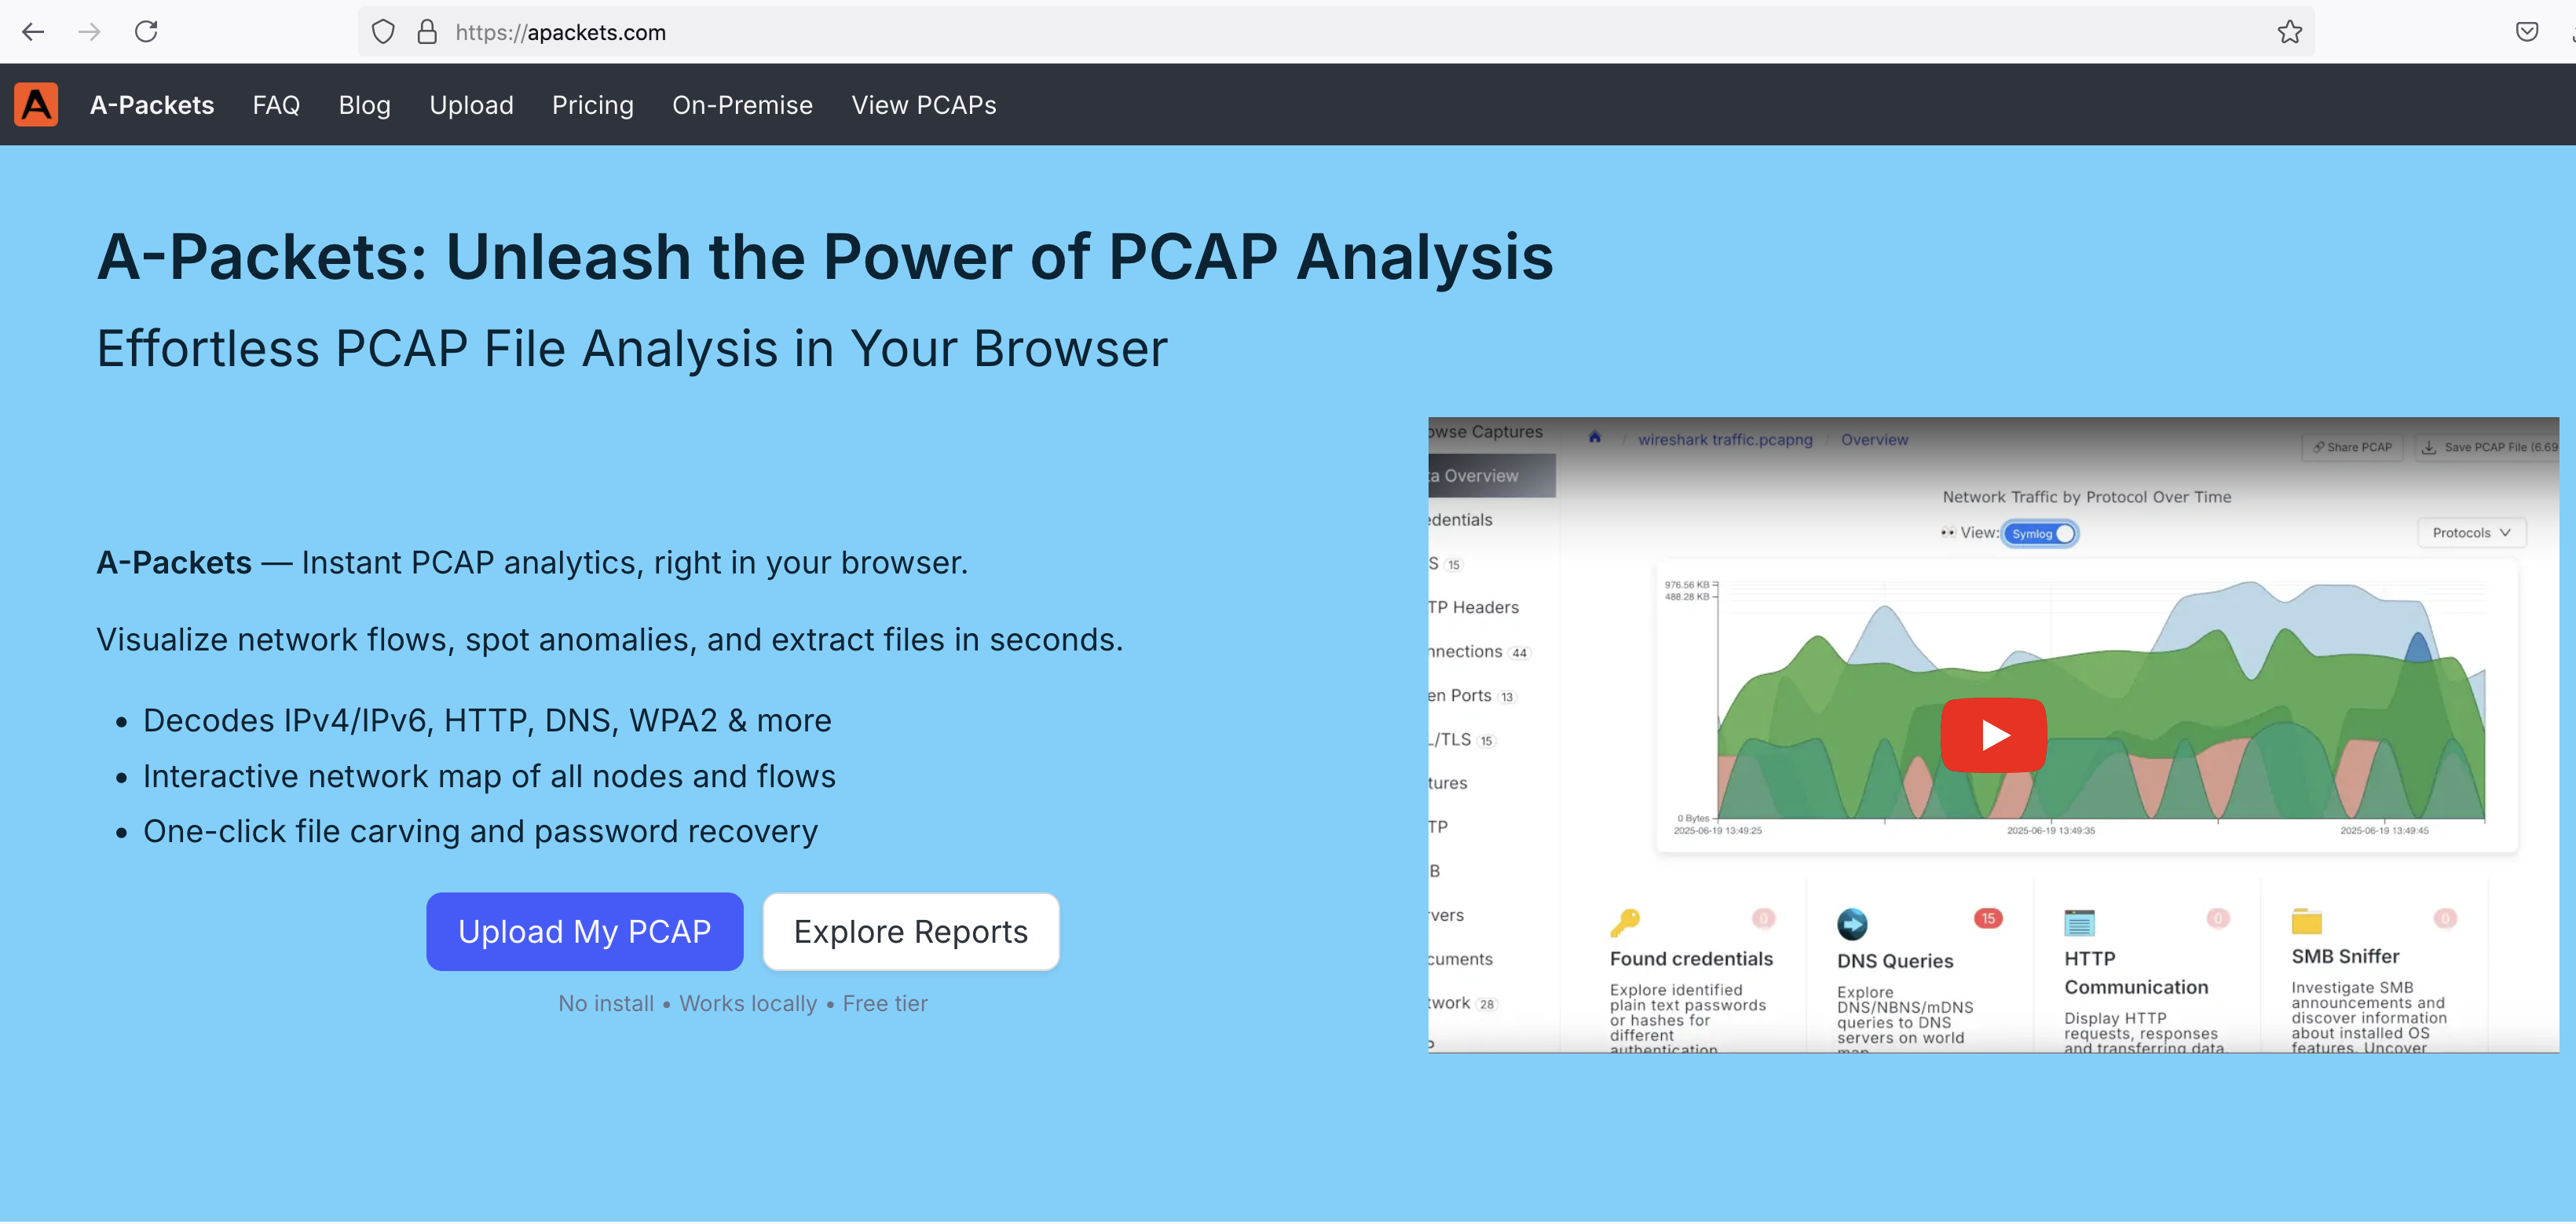 https://apackets.com
A
A-Packets FAQ Blog Upload Pricing On-Premise View PCAPs
A-Packets: Unleash the Power of PCAP Analysis
Effortless PCAP File Analysis in Your Browser
A-Packets — Instant PCAP analytics, right in your browser.
Visualize network flows, spot anomalies, and extract files in seconds.
• Decodes IPv4/IPv6, HTTP, DNS, WPA2 & more
• Interactive network map of all nodes and flows
• One-click file carving and password recovery
Upload My PCAP
Explore Reports
No install • Works locally • Free tier
owse Captures
a Overview
edentials
S 15
TP Headers
nnections 44
en Ports 13
L/TLS 15
tures
TP
B
rvers
cuments
twork 28
/ wireshark traffic.pcapng / Overview
Share PCAP
Save PCAP File (6.69
Network Traffic by Protocol Over Time
View: Symlog
Protocols
976.56 KB
488.28 KB
0 Bytes
2025-06-19 13:49:25
2025-06-19 13:49:35
2025-06-19 13:49:45
0
Found credentials
Explore identified
plain text passwords
or hashes for
different
authentication
15
DNS Queries
Explore
DNS/NBNS/mDNS
queries to DNS
servers on world
map
0
HTTP
Communication
Display HTTP
requests, responses
and transferring data.
0
SMB Sniffer
Investigate SMB
announcements and
discover information
about installed OS
features. Uncover